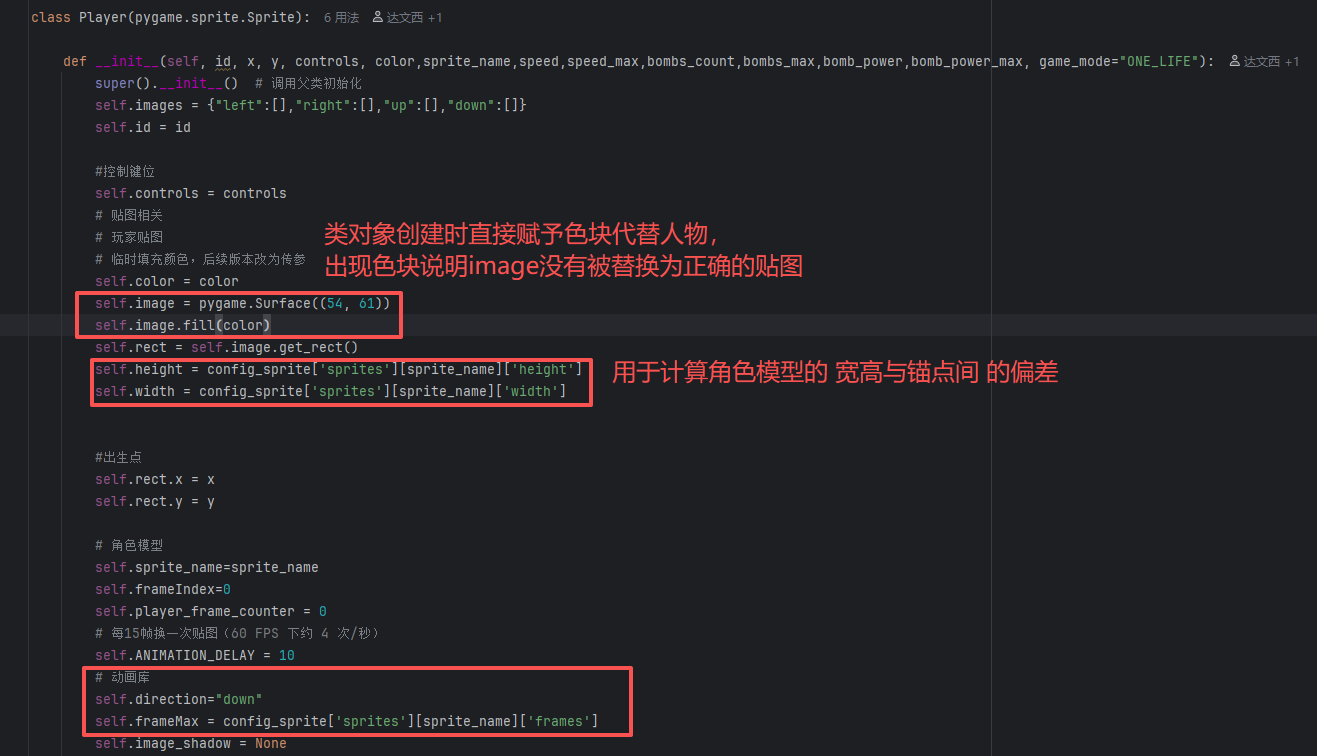 class Player(pygame.sprite.Sprite): 6 用法 达文西 +1
def __init__(self, id, x, y, controls, color,sprite_name,speed,speed_max,bombs_count,bombs_max,bomb_power,bomb_power_max, game_mode="ONE_LIFE"): 达文西 +1
super().__init__() # 调用父类初始化
self.images = {"left":[],"right":[],"up":[],"down":[]}
self.id = id
#控制键位
self.controls = controls
# 贴图相关
# 玩家贴图
# 临时填充颜色，后续版本改为传参
类对象创建时直接赋予色块代替人物，
出现色块说明image没有被替换为正确的贴图
self.color = color
self.image = pygame.Surface((54, 61))
self.image.fill(color)
self.rect = self.image.get_rect()
self.height = config_sprite['sprites'][sprite_name]['height']
self.width = config_sprite['sprites'][sprite_name]['width']
用于计算角色模型的 宽高与锚点间 的偏差
#出生点
self.rect.x = x
self.rect.y = y
# 角色模型
self.sprite_name=sprite_name
self.frameIndex=0
self.player_frame_counter = 0
# 每15帧换一次贴图（60 FPS 下约 4 次/秒）
self.ANIMATION_DELAY = 10
# 动画库
self.direction="down"
self.frameMax = config_sprite['sprites'][sprite_name]['frames']
self.image_shadow = None